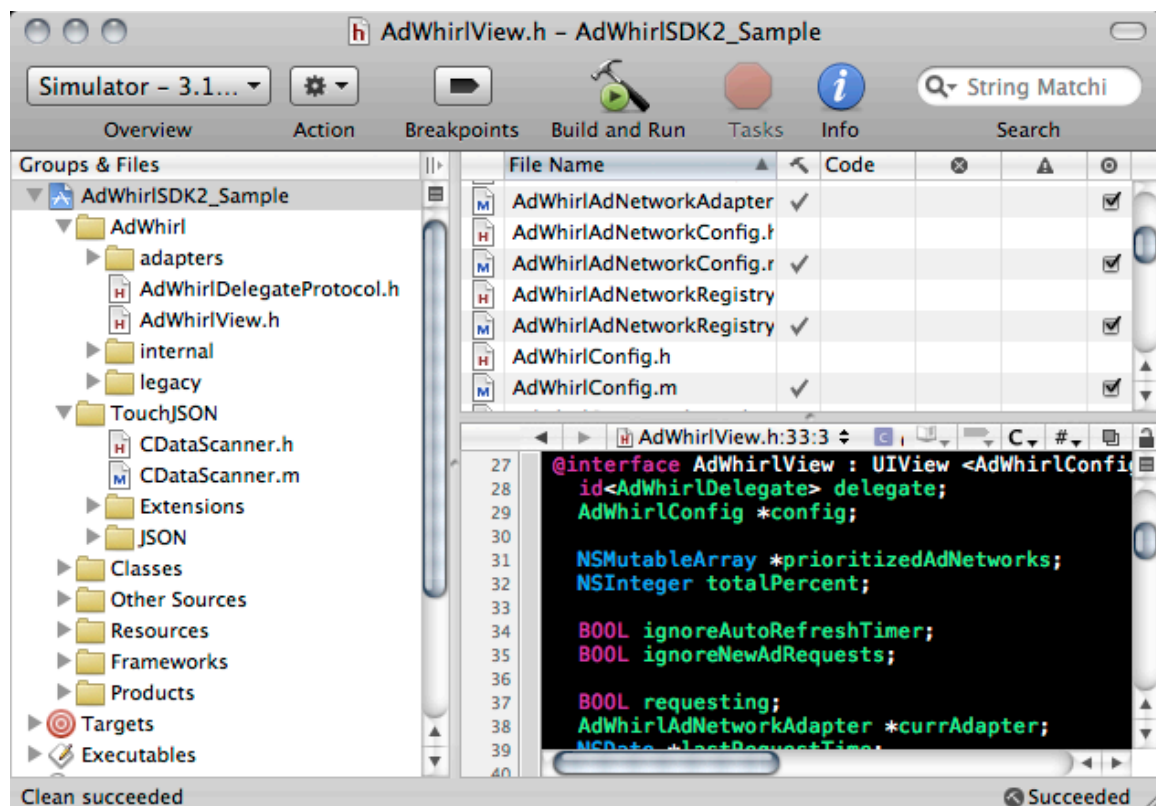 AdWhirlView.h – AdWhirlSDK2_Sample
Simulator – 3.1...
String Matchi
Overview Action Breakpoints Build and Run Tasks Info Search
Groups & Files
AdWhirlSDK2_Sample
AdWhirl
adapters
AdWhirlDelegateProtocol.h
AdWhirlView.h
internal
legacy
TouchJSON
CDataScanner.h
CDataScanner.m
Extensions
JSON
Classes
Other Sources
Resources
Frameworks
Products
Targets
Executables
File Name Code
AdWhirlAdNetworkAdapter
AdWhirlAdNetworkConfig.h
AdWhirlAdNetworkConfig.r
AdWhirlAdNetworkRegistry
AdWhirlAdNetworkRegistry
AdWhirlConfig.h
AdWhirlConfig.m
AdWhirlView.h:33:3 C #
27 @interface AdWhirlView : UIView <AdWhirlConfi
28 id<AdWhirlDelegate> delegate;
29 AdWhirlConfig *config;
30
31 NSMutableArray *prioritizedAdNetworks;
32 NSInteger totalPercent;
33
34 BOOL ignoreAutoRefreshTimer;
35 BOOL ignoreNewAdRequests;
36
37 BOOL requesting;
38 AdWhirlAdNetworkAdapter *currAdapter;
39 NSDate *lastRequestTime;
40
Clean succeeded
Succeeded